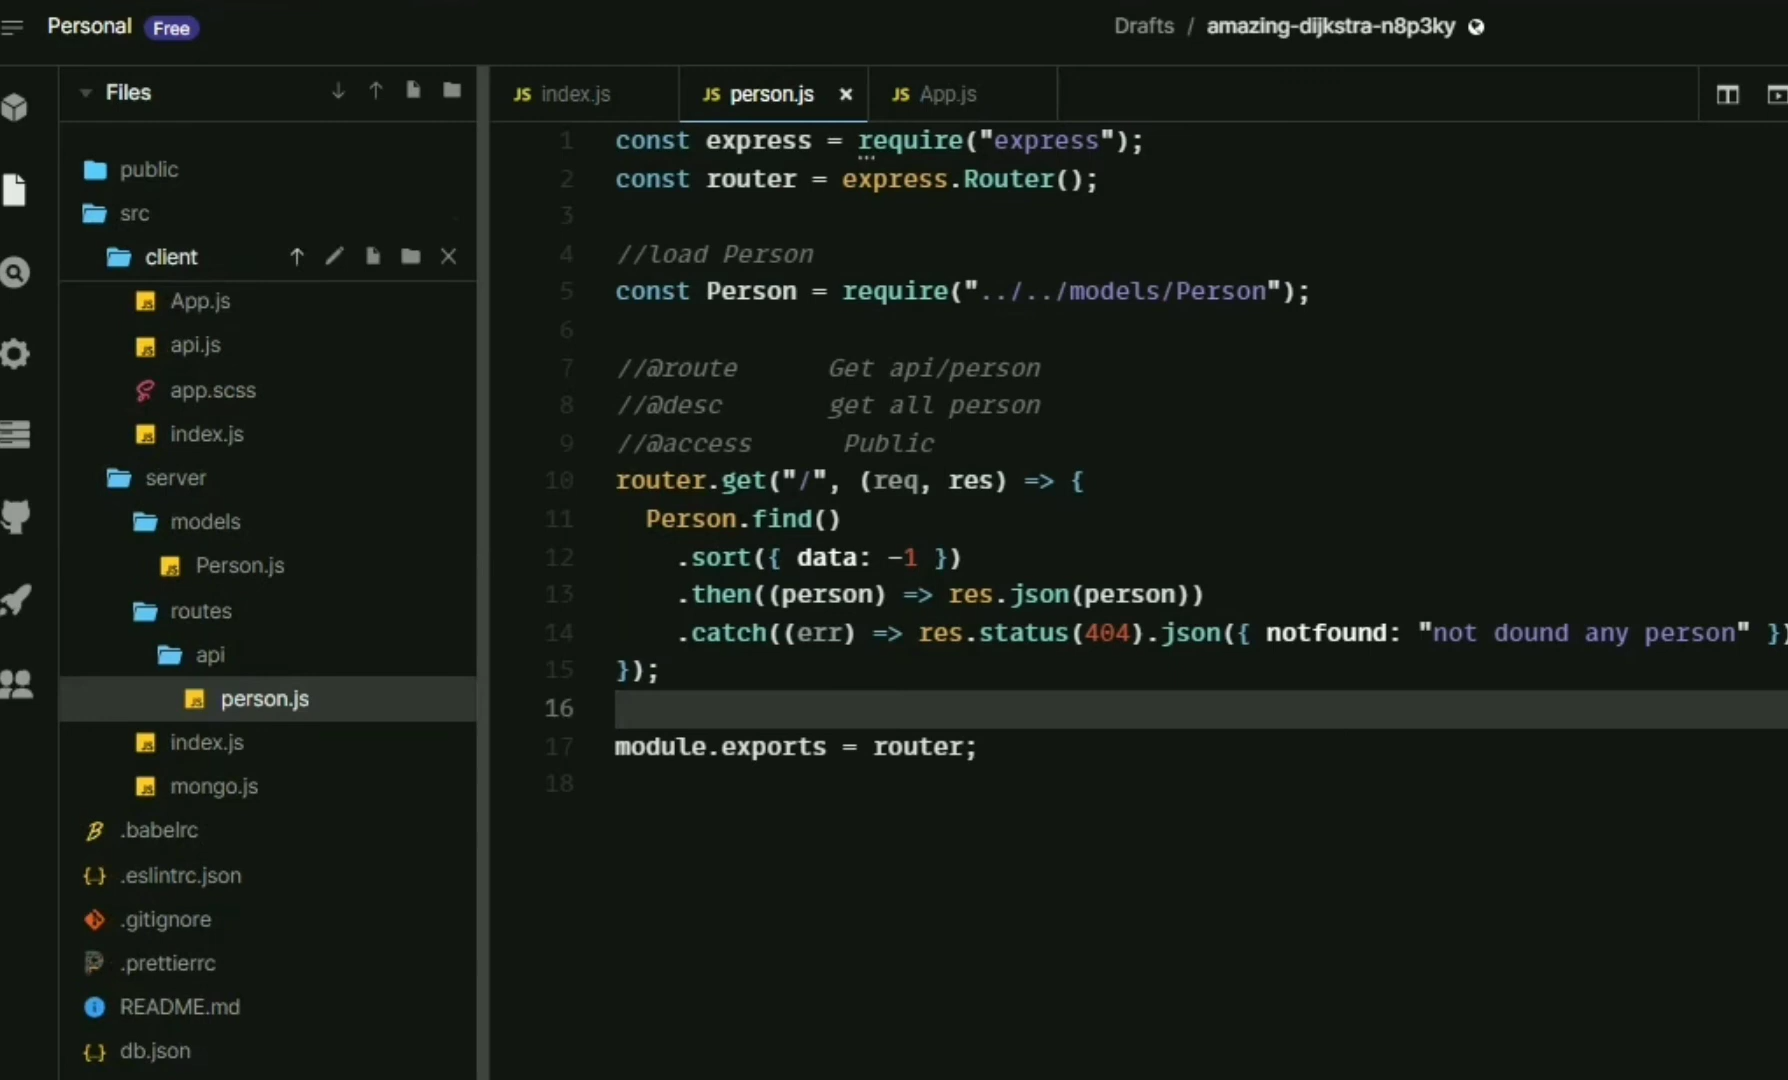 Personal Free
Drafts / amazing-dijkstra-n8p3ky
Files
public
src
client
App.js
api.js
app.scss
index.js
server
models
Person.js
routes
api
person.js
index.js
mongo.js
.babelrc
.eslintrc.json
.gitignore
.prettierrc
README.md
db.json
JS index.js JS person.js × JS App.js
1 const express = require("express");
2 const router = express.Router();
3
4 //load Person
5 const Person = require("../../models/Person");
6
7 //@route      Get api/person
8 //@desc       get all person
9 //@access      Public
10 router.get("/", (req, res) => {
11   Person.find()
12     .sort({ data: -1 })
13     .then((person) => res.json(person))
14     .catch((err) => res.status(404).json({ notfound: "not dound any person" })
15 });
16
17 module.exports = router;
18